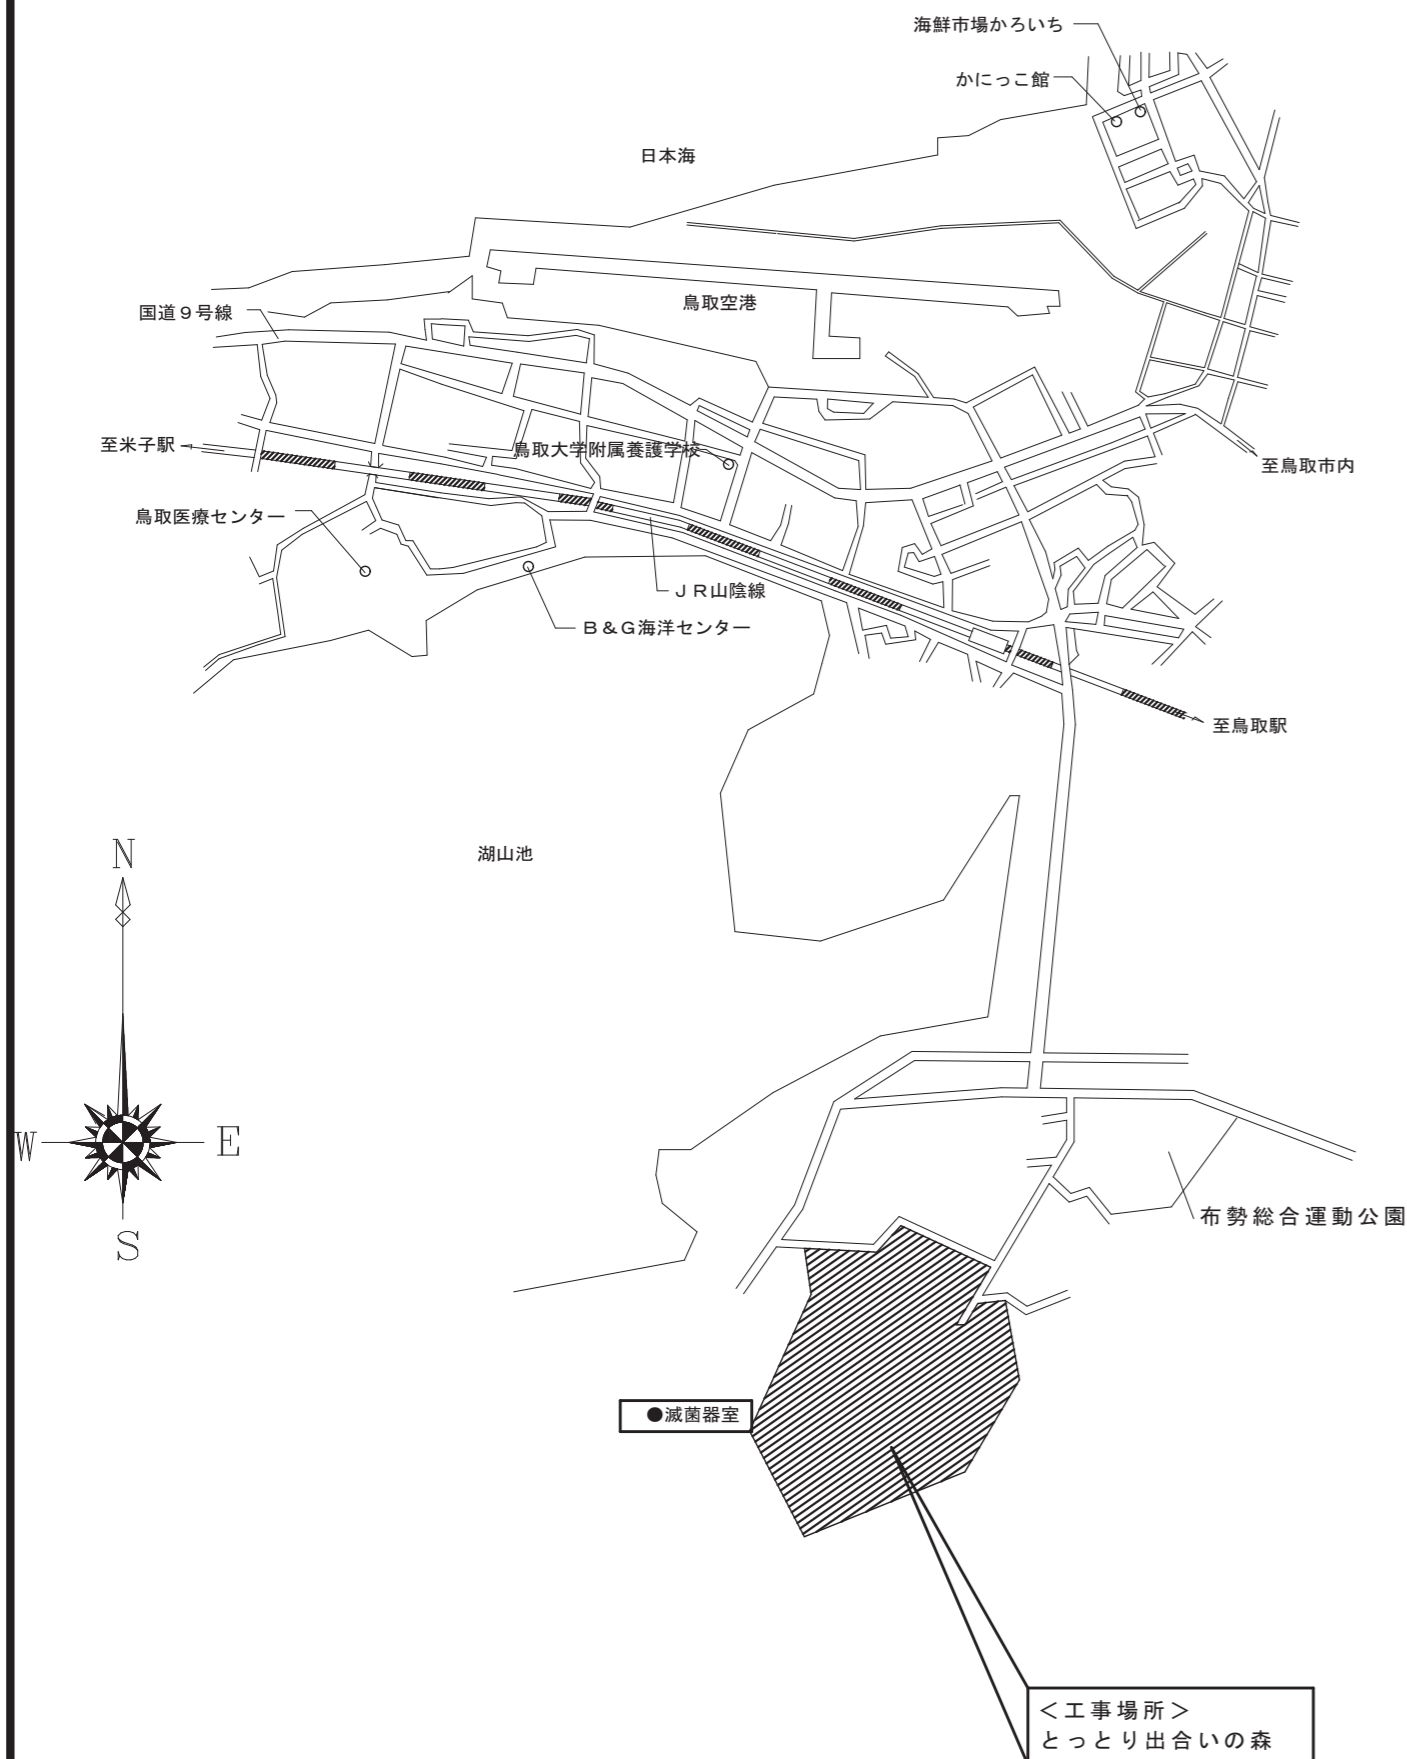 海鮮市場かろいち
かにっこ館
日本海
国道９号線
鳥取空港
至米子駅
鳥取大学附属養護学校
至鳥取市内
鳥取医療センター
ＪＲ山陰線
Ｂ＆Ｇ海洋センター
至鳥取駅
湖山池
N
W
E
S
布勢総合運動公園
●滅菌器室
＜工事場所＞
とっとり出合いの森